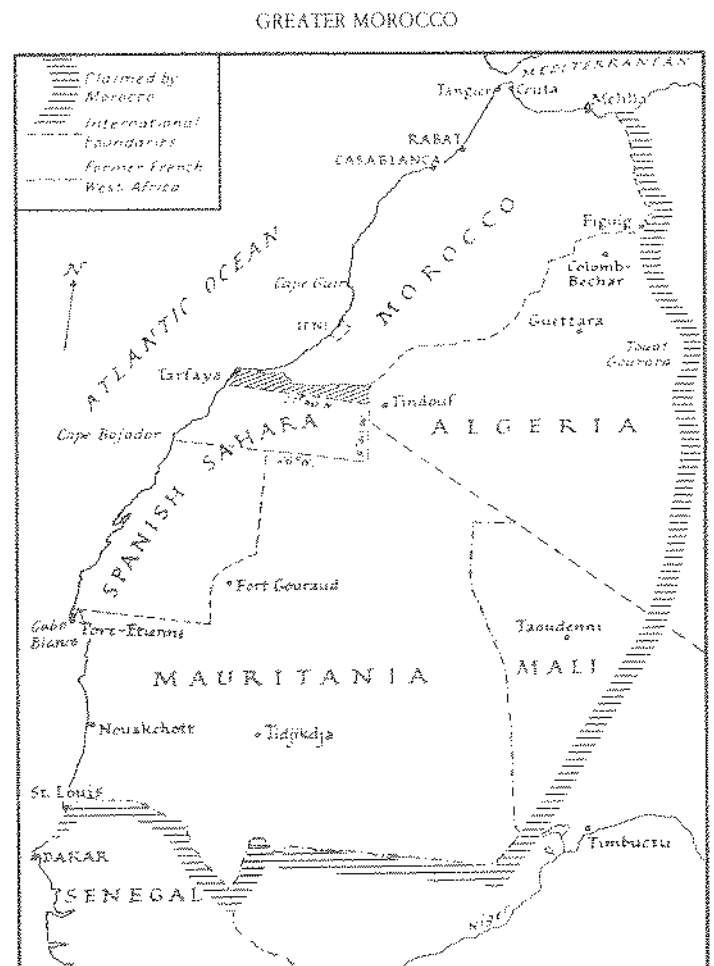 GREATER MOROCCO
Claimed by
Morocco
International
Boundaries
Former French
West Africa
MEDITERRANEAN
Tangier
Ceuta
Melilla
RABAT
CASABLANCA
Figuig
MOROCCO
Colomb-
Bechar
N
ATLANTIC OCEAN
Cape Guir
IFNI
Guettara
Touat
Gourara
Tarfaya
Tindouf
ALGERIA
Cape Bojador
SPANISH SAHARA
Fort Gouraud
Cabo
Blanco
Port-Etienne
Taoudenni
MALI
MAURITANIA
Nouakchott
Tidjikdja
St. Louis
Timbuctu
DAKAR
SENEGAL
Niger